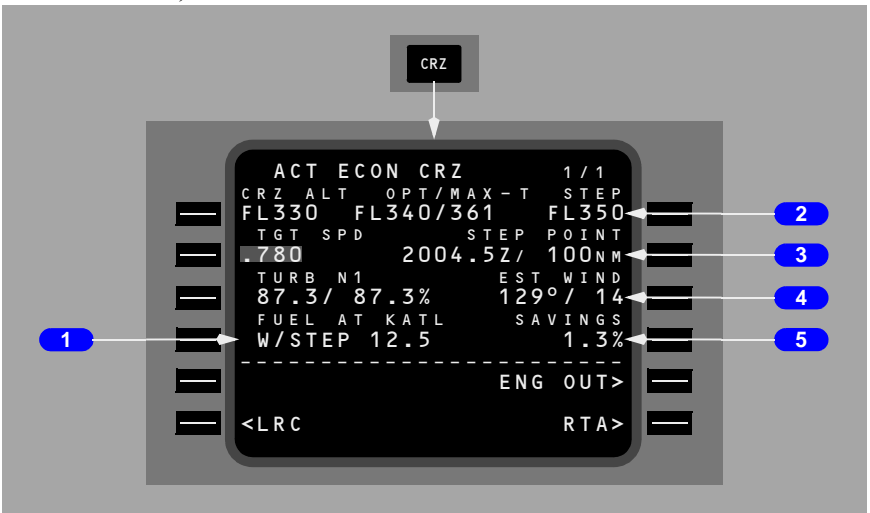 CRZ
ACT ECON CRZ 1/1
CRZ ALT OPT/MAX-T STEP
FL330 FL340/361 FL350
2
TGT SPD STEP POINT
.780 2004.5Z/ 100NM
3
TURB N1 EST WIND
87.3/ 87.3% 129°/ 14
4
FUEL AT KATL SAVINGS
1
W/STEP 12.5 1.3%
5
------------------------
ENG OUT>
<LRC RTA>